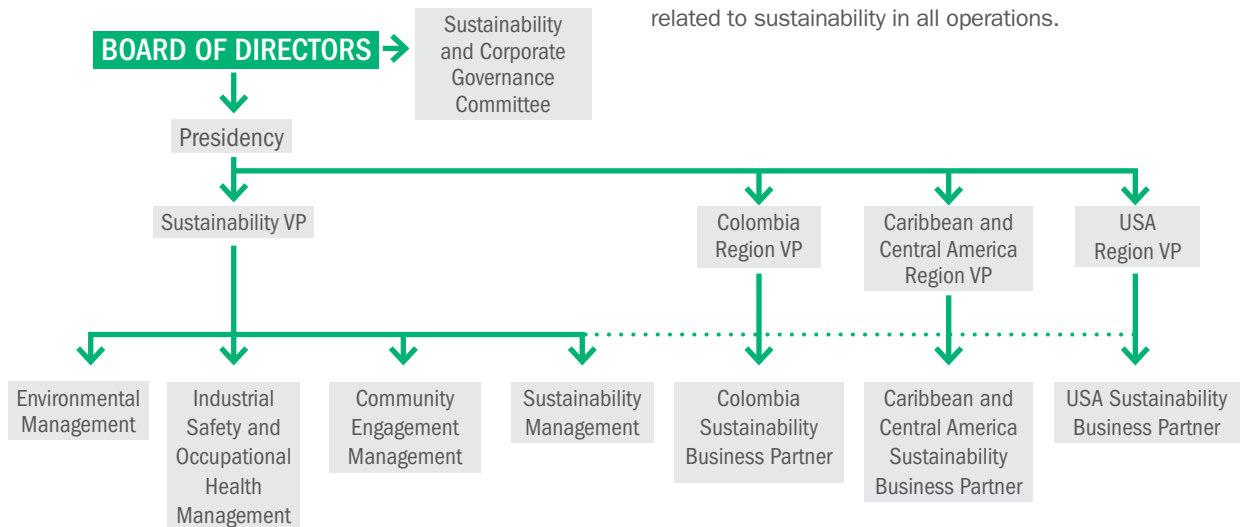 related to sustainability in all operations.
BOARD OF DIRECTORS
Sustainability
and Corporate
Governance
Committee
Presidency
Sustainability VP
Colombia
Region VP
Caribbean and
Central America
Region VP
USA
Region VP
Environmental
Management
Industrial
Safety and
Occupational
Health
Management
Community
Engagement
Management
Sustainability
Management
Colombia
Sustainability
Business Partner
Caribbean and
Central America
Sustainability
Business Partner
USA Sustainability
Business Partner